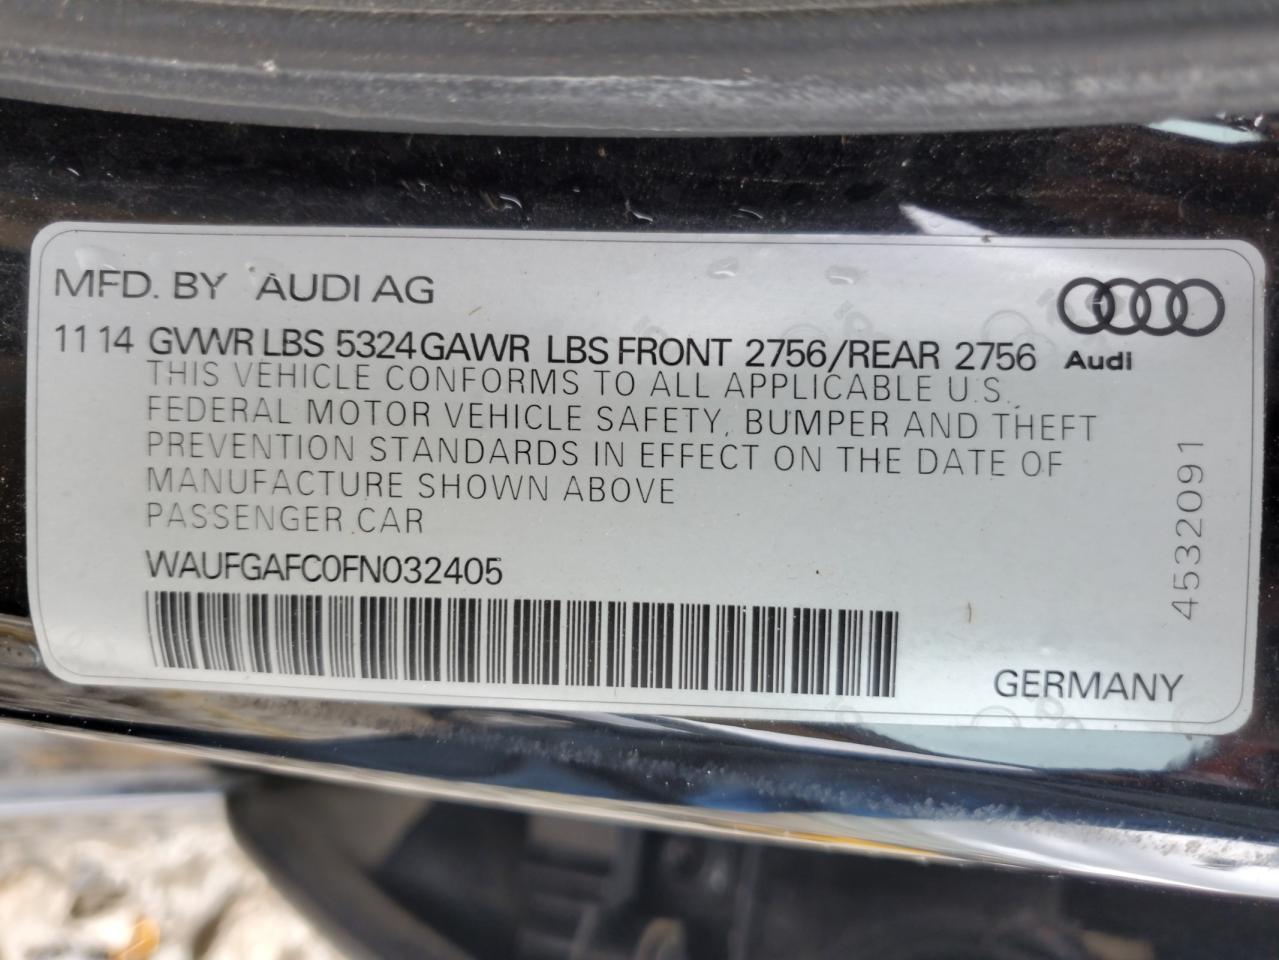 MFD. BY AUDI AG
11 14 GVWR LBS 5324 GAWR LBS FRONT 2756/REAR 2756
Audi
THIS VEHICLE CONFORMS TO ALL APPLICABLE U.S.
FEDERAL MOTOR VEHICLE SAFETY, BUMPER AND THEFT
PREVENTION STANDARDS IN EFFECT ON THE DATE OF
MANUFACTURE SHOWN ABOVE
PASSENGER CAR
WAUFGAFC0FN032405
4532091
GERMANY